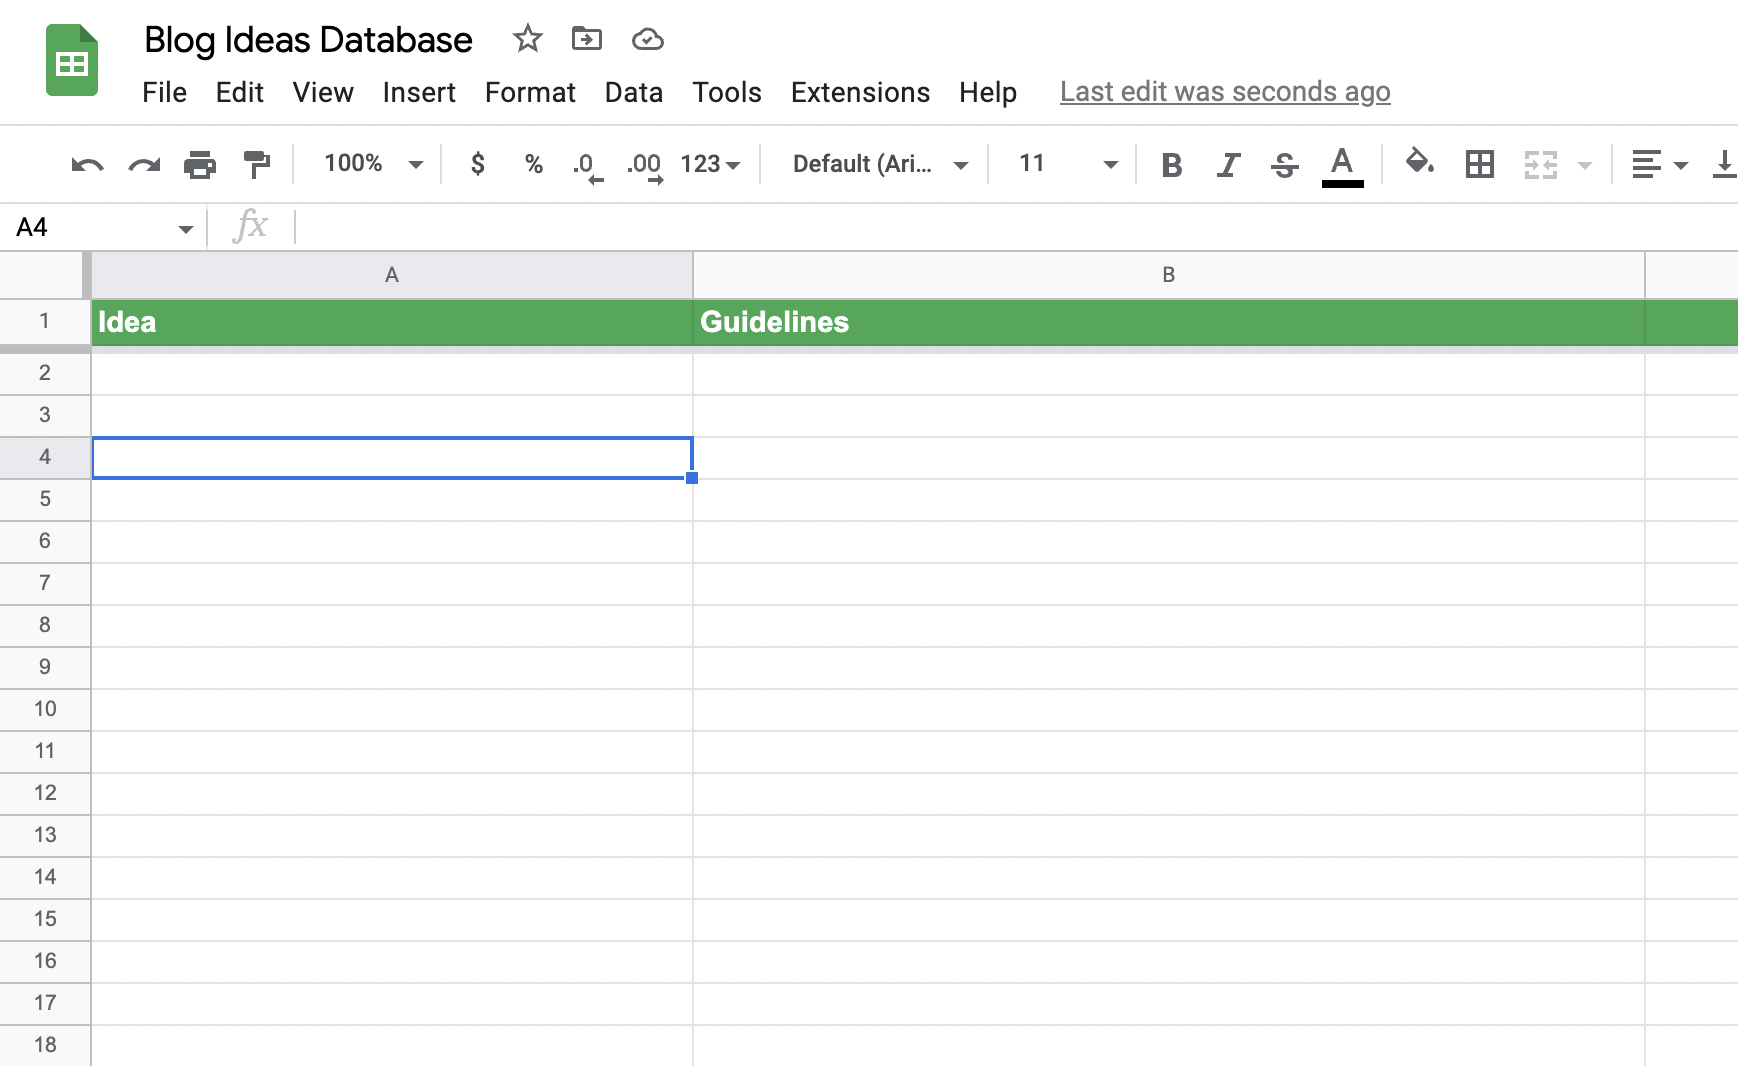 Blog Ideas Database
File Edit View Insert Format Data Tools Extensions Help Last edit was seconds ago
100% $ % .0 .00 123 Default (Ari... 11 B I S A
A4 fx
A B
1 Idea Guidelines
2
3
4
5
6
7
8
9
10
11
12
13
14
15
16
17
18